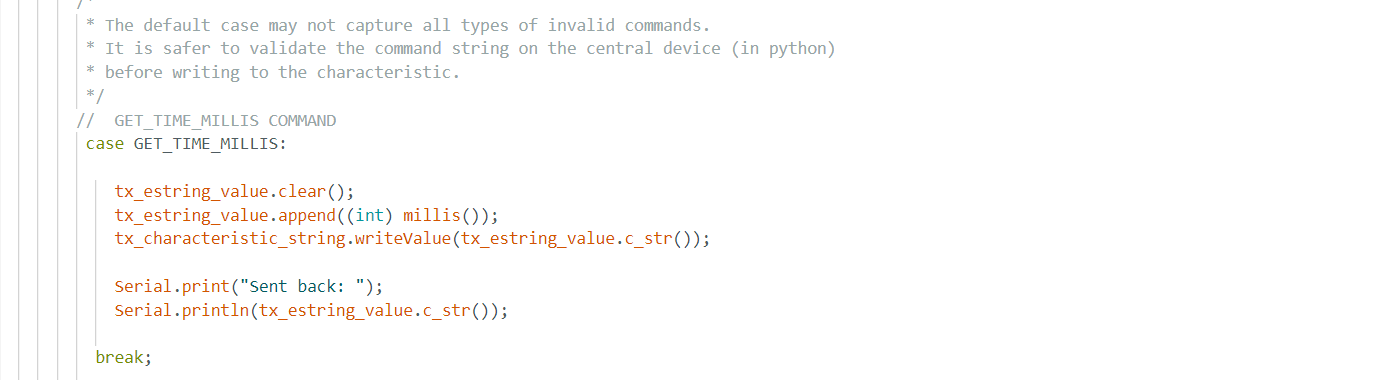 /*
* The default case may not capture all types of invalid commands.
* It is safer to validate the command string on the central device (in python)
* before writing to the characteristic.
*/
//  GET_TIME_MILLIS COMMAND
case GET_TIME_MILLIS:
tx_estring_value.clear();
tx_estring_value.append((int) millis());
tx_characteristic_string.writeValue(tx_estring_value.c_str());
Serial.print("Sent back: ");
Serial.println(tx_estring_value.c_str());
break;